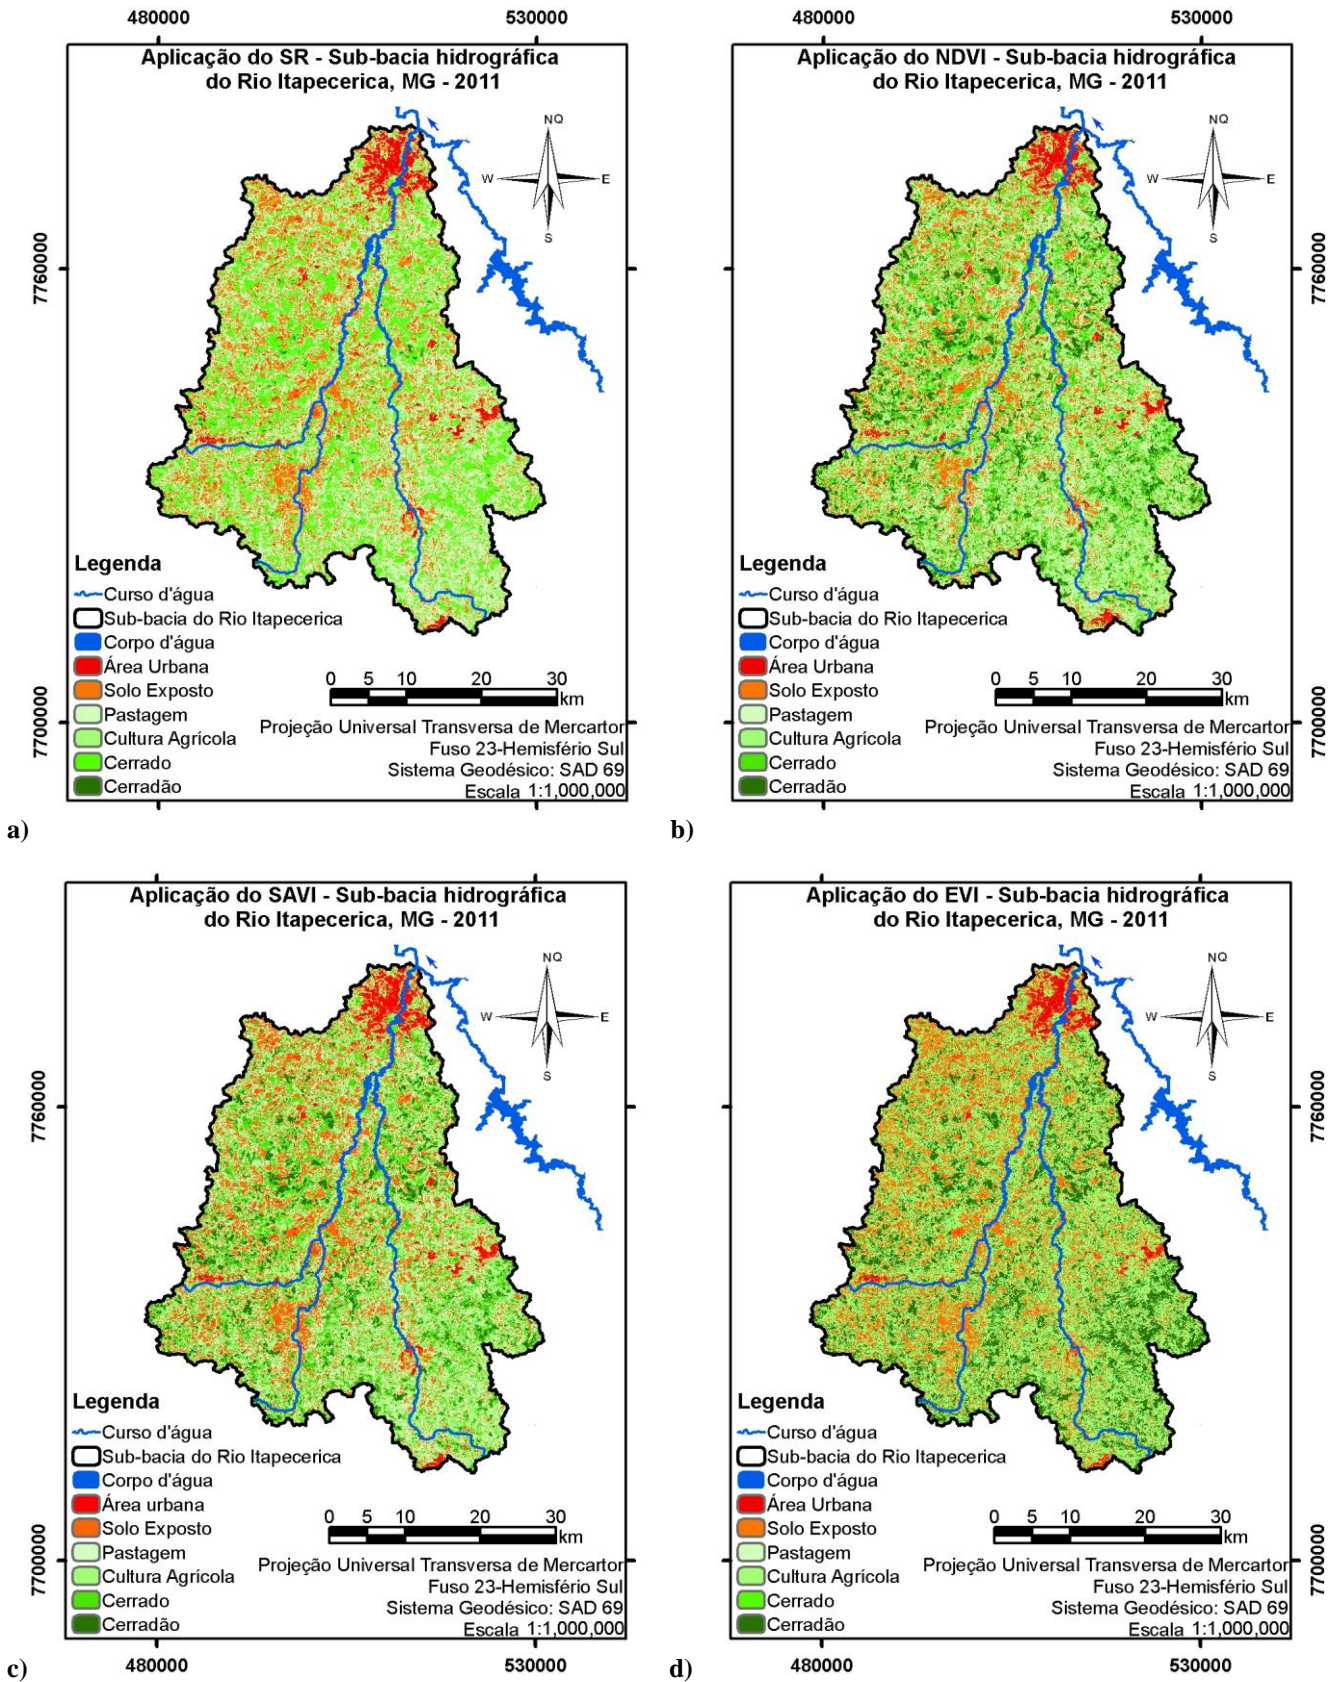 480000
530000
480000
530000
Aplicação do SR - Sub-bacia hidrográfica
do Rio Itapecerica, MG - 2011
NQ
W
E
S
7760000
7700000
Legenda
Curso d'água
Sub-bacia do Rio Itapecerica
Corpo d'água
Área Urbana
Solo Exposto
Pastagem
Cultura Agrícola
Cerrado
Cerradão
0 5 10 20 30
km
Projeção Universal Transversa de Mercartor
Fuso 23-Hemisfério Sul
Sistema Geodésico: SAD 69
Escala 1:1,000,000
480000
530000
a)
Aplicação do NDVI - Sub-bacia hidrográfica
do Rio Itapecerica, MG - 2011
NQ
W
E
S
7760000
7700000
Legenda
Curso d'água
Sub-bacia do Rio Itapecerica
Corpo d'água
Área Urbana
Solo Exposto
Pastagem
Cultura Agrícola
Cerrado
Cerradão
0 5 10 20 30
km
Projeção Universal Transversa de Mercartor
Fuso 23-Hemisfério Sul
Sistema Geodésico: SAD 69
Escala 1:1,000,000
480000
530000
b)
Aplicação do SAVI - Sub-bacia hidrográfica
do Rio Itapecerica, MG - 2011
NQ
W
E
S
7760000
7700000
Legenda
Curso d'água
Sub-bacia do Rio Itapecerica
Corpo d'água
Área urbana
Solo Exposto
Pastagem
Cultura Agrícola
Cerrado
Cerradão
0 5 10 20 30
km
Projeção Universal Transversa de Mercartor
Fuso 23-Hemisfério Sul
Sistema Geodésico: SAD 69
Escala 1:1,000,000
480000
530000
c)
Aplicação do EVI - Sub-bacia hidrográfica
do Rio Itapecerica, MG - 2011
NQ
W
E
S
7760000
7700000
Legenda
Curso d'água
Sub-bacia do Rio Itapecerica
Corpo d'água
Área Urbana
Solo Exposto
Pastagem
Cultura Agrícola
Cerrado
Cerradão
0 5 10 20 30
km
Projeção Universal Transversa de Mercartor
Fuso 23-Hemisfério Sul
Sistema Geodésico: SAD 69
Escala 1:1,000,000
480000
530000
d)